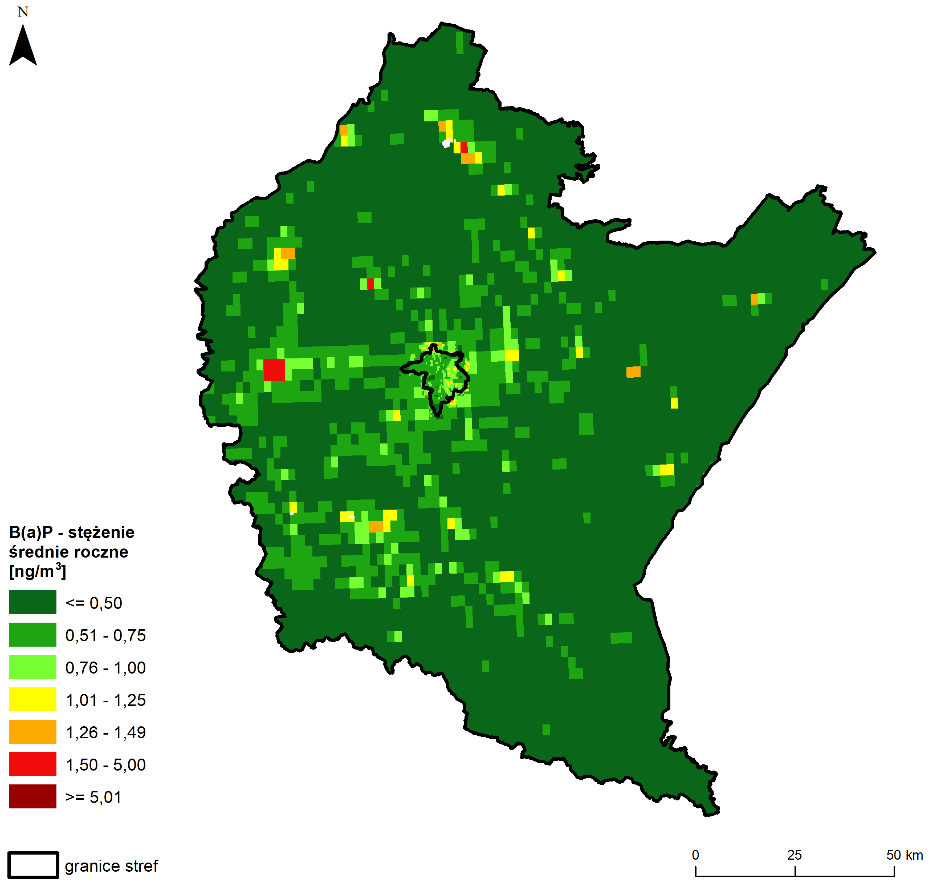 N
B(a)P - stężenie
średnie roczne
[ng/m³]
<= 0,50
0,51 - 0,75
0,76 - 1,00
1,01 - 1,25
1,26 - 1,49
1,50 - 5,00
>= 5,01
granice stref
0 25 50 km